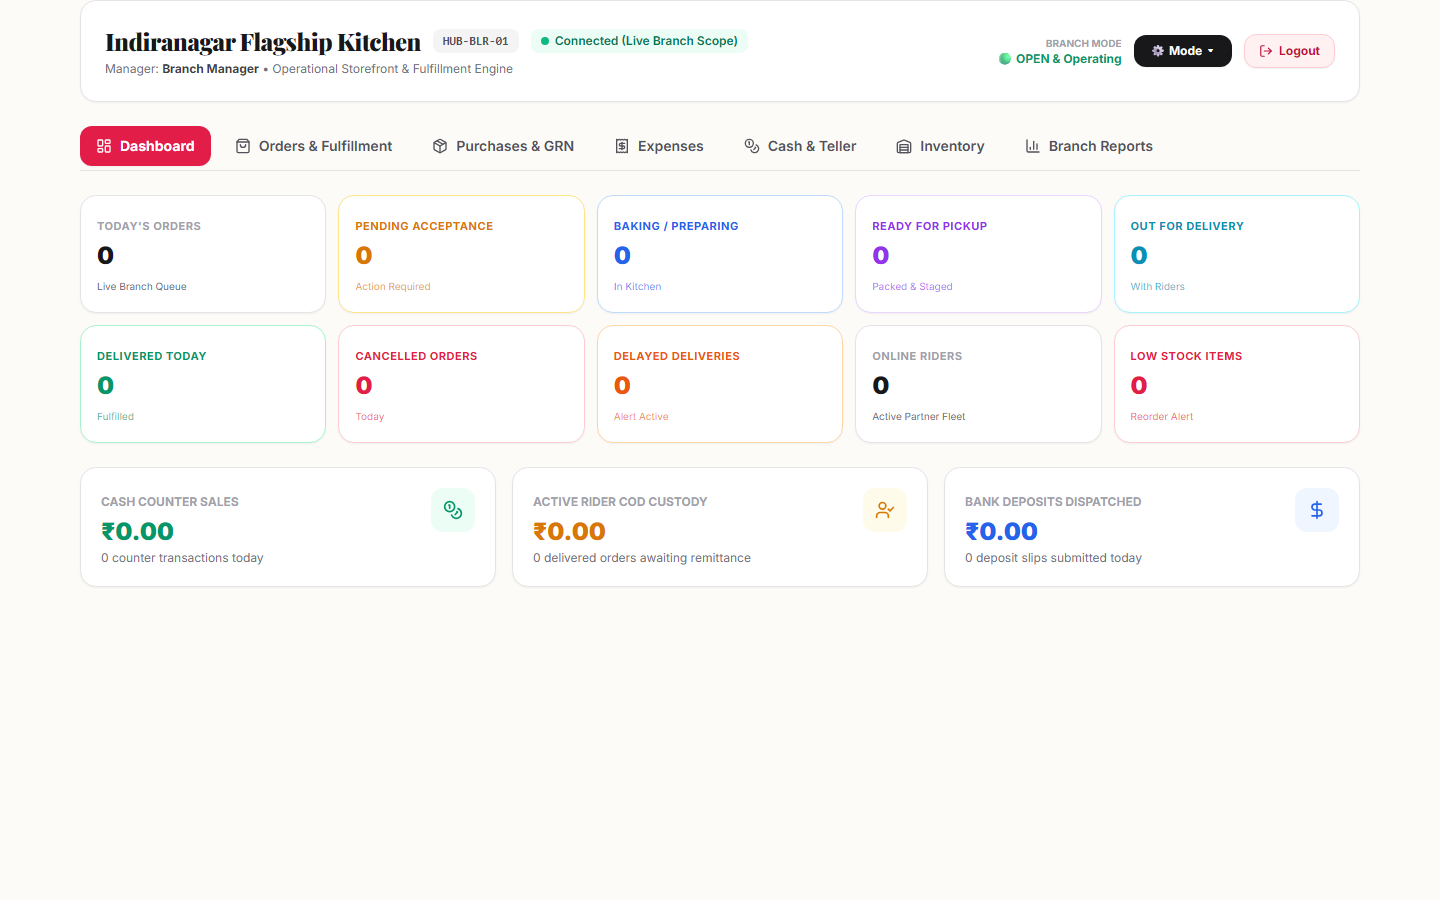 Indiranagar Flagship Kitchen HUB-BLR-01 Connected (Live Branch Scope)
Manager: Branch Manager • Operational Storefront & Fulfillment Engine
BRANCH MODE
OPEN & Operating
Mode
Logout
Dashboard Orders & Fulfillment Purchases & GRN Expenses Cash & Teller Inventory Branch Reports
TODAY'S ORDERS
0
Live Branch Queue
PENDING ACCEPTANCE
0
Action Required
BAKING / PREPARING
0
In Kitchen
READY FOR PICKUP
0
Packed & Staged
OUT FOR DELIVERY
0
With Riders
DELIVERED TODAY
0
Fulfilled
CANCELLED ORDERS
0
Today
DELAYED DELIVERIES
0
Alert Active
ONLINE RIDERS
0
Active Partner Fleet
LOW STOCK ITEMS
0
Reorder Alert
CASH COUNTER SALES
₹0.00
0 counter transactions today
ACTIVE RIDER COD CUSTODY
₹0.00
0 delivered orders awaiting remittance
BANK DEPOSITS DISPATCHED
₹0.00
0 deposit slips submitted today